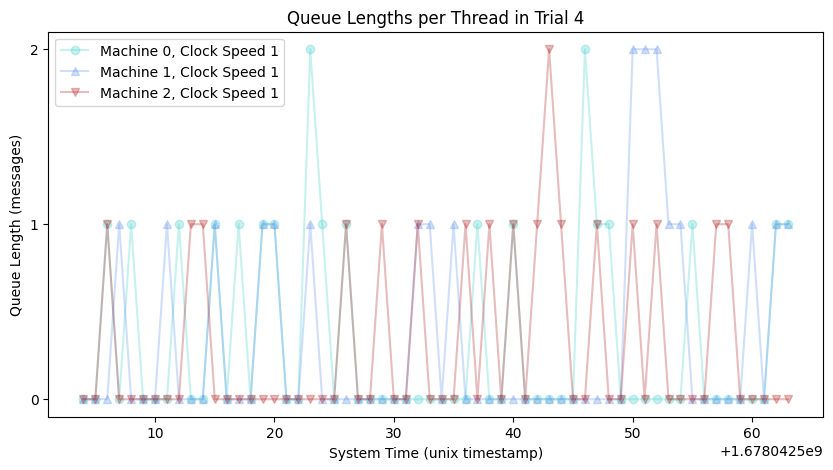 Queue Lengths per Thread in Trial 4
Machine 0, Clock Speed 1
Machine 1, Clock Speed 1
Machine 2, Clock Speed 1
Queue Length (messages)
2
1
0
10 20 30 40 50 60
+1.6780425e9
System Time (unix timestamp)